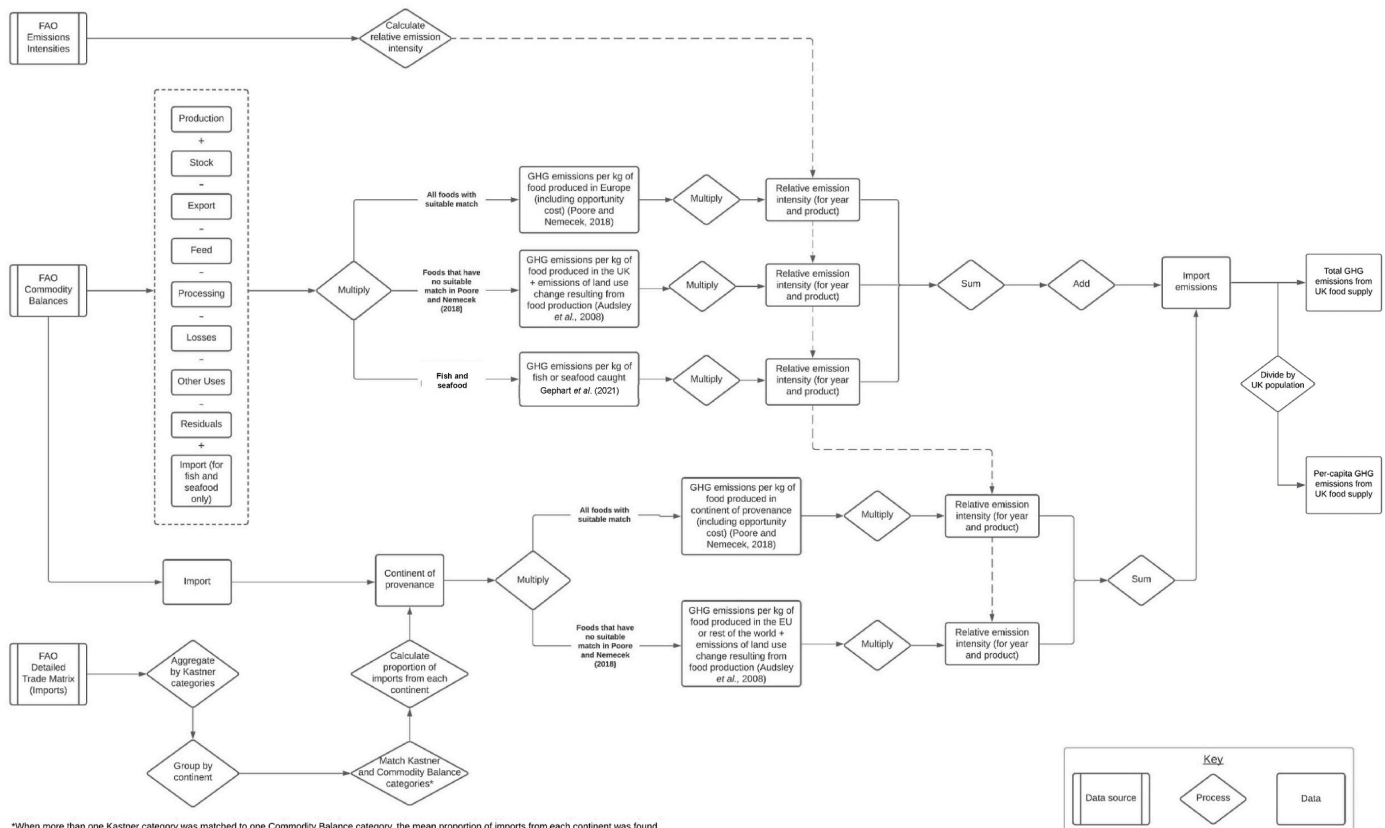 FAO
Emissions
Intensities
Calculate
relative emission
intensity
Production
+
Stock
-
Export
-
Feed
-
Processing
-
Losses
-
Other Uses
-
Residuals
+
Import (for
fish and
seafood
only)
FAO
Commodity
Balances
Multiply
All foods with
suitable match
GHG emissions per kg of
food produced in Europe
(including opportunity
cost) (Poore and
Nemecek, 2018)
Multiply
Relative emission
intensity (for year
and product)
Foods that have
no suitable
match in Poore
and Nemecek
(2018)
GHG emissions per kg of
food produced in the UK
+ emissions of land use
change resulting from
food production (Audsley
et al., 2008)
Multiply
Relative emission
intensity (for year
and product)
Fish and
seafood
GHG emissions per kg of
fish or seafood caught
Gephart et al. (2021)
Multiply
Relative emission
intensity (for year
and product)
Sum
Add
Import
emissions
Total GHG
emissions from
UK food supply
Divide by
UK population
Per-capita GHG
emissions from
UK food supply
Import
Continent of
provenance
Multiply
All foods with
suitable match
GHG emissions per kg of
food produced in
continent of provenance
(including opportunity
cost) (Poore and
Nemecek, 2018)
Multiply
Relative emission
intensity (for year
and product)
Foods that have
no suitable
match in Poore
and Nemecek
(2018)
GHG emissions per kg of
food produced in the EU
or rest of the world +
emissions of land use
change resulting from
food production (Audsley
et al., 2008)
Multiply
Relative emission
intensity (for year
and product)
Sum
FAO
Detailed
Trade Matrix
(Imports)
Aggregate
by Kastner
categories
Group by
continent
Match Kastner
and Commodity Balance
categories*
Calculate
proportion of
imports from each
continent
Key
Data source
Process
Data
*When more than one Kastner category was matched to one Commodity Balance category, the mean proportion of imports from each continent was found